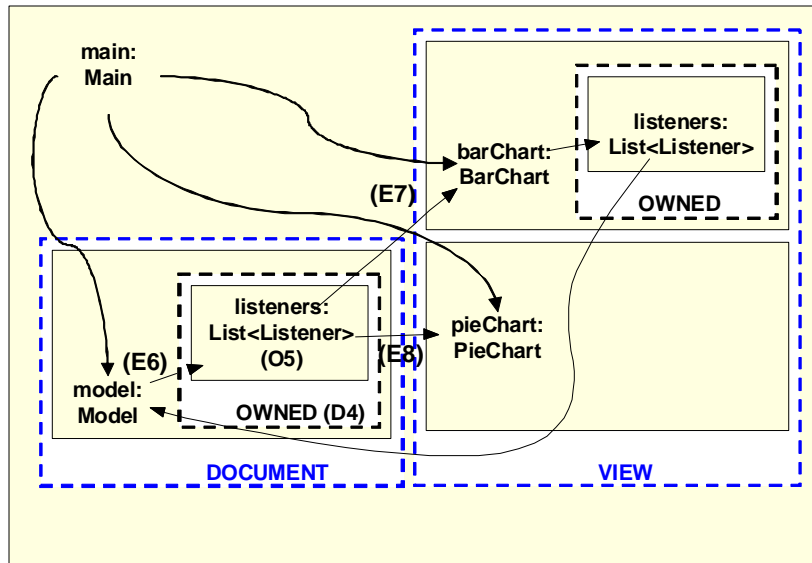 main:
Main
listeners:
List<Listener>
barChart:
BarChart
OWNED
(E7)
listeners:
List<Listener>
(O5)
(E8)
pieChart:
PieChart
(E6)
model:
Model
OWNED (D4)
DOCUMENT
VIEW